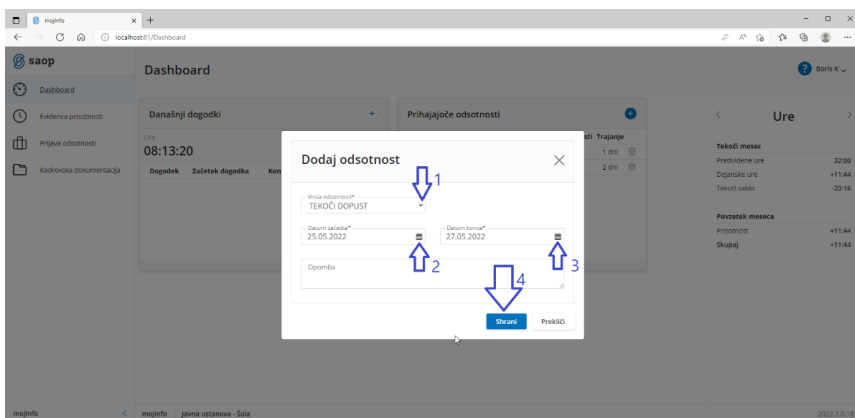 mojInfo
localhost:81/Dashboard
saop
Dashboard
Boris K
Dashboard
Evidenca prisotnosti
Prijave odsotnosti
Kadrovska dokumentacija
Današnji dogodki
Ure
08:13:20
Dogodek Začetek dogodka Kon
Prihajajoče odsotnosti
sti Trajanje
1 dni
2 dni
Dodaj odsotnost
1
Vrsta odsotnosti*
TEKOČI DOPUST
Datum začetka*
25.05.2022
Datum konca*
27.05.2022
2
3
Opomba
4
Shrani Prekliči
Ure
Tekoči mesec
Predvidene ure 32:00
Dejanske ure +11:44
Tekoči saldo -20:16
Povzetek meseca
Prisotnost +11:44
Skupaj +11:44
mojInfo
mojInfo Javna ustanova - Šola
2022.7.0.18